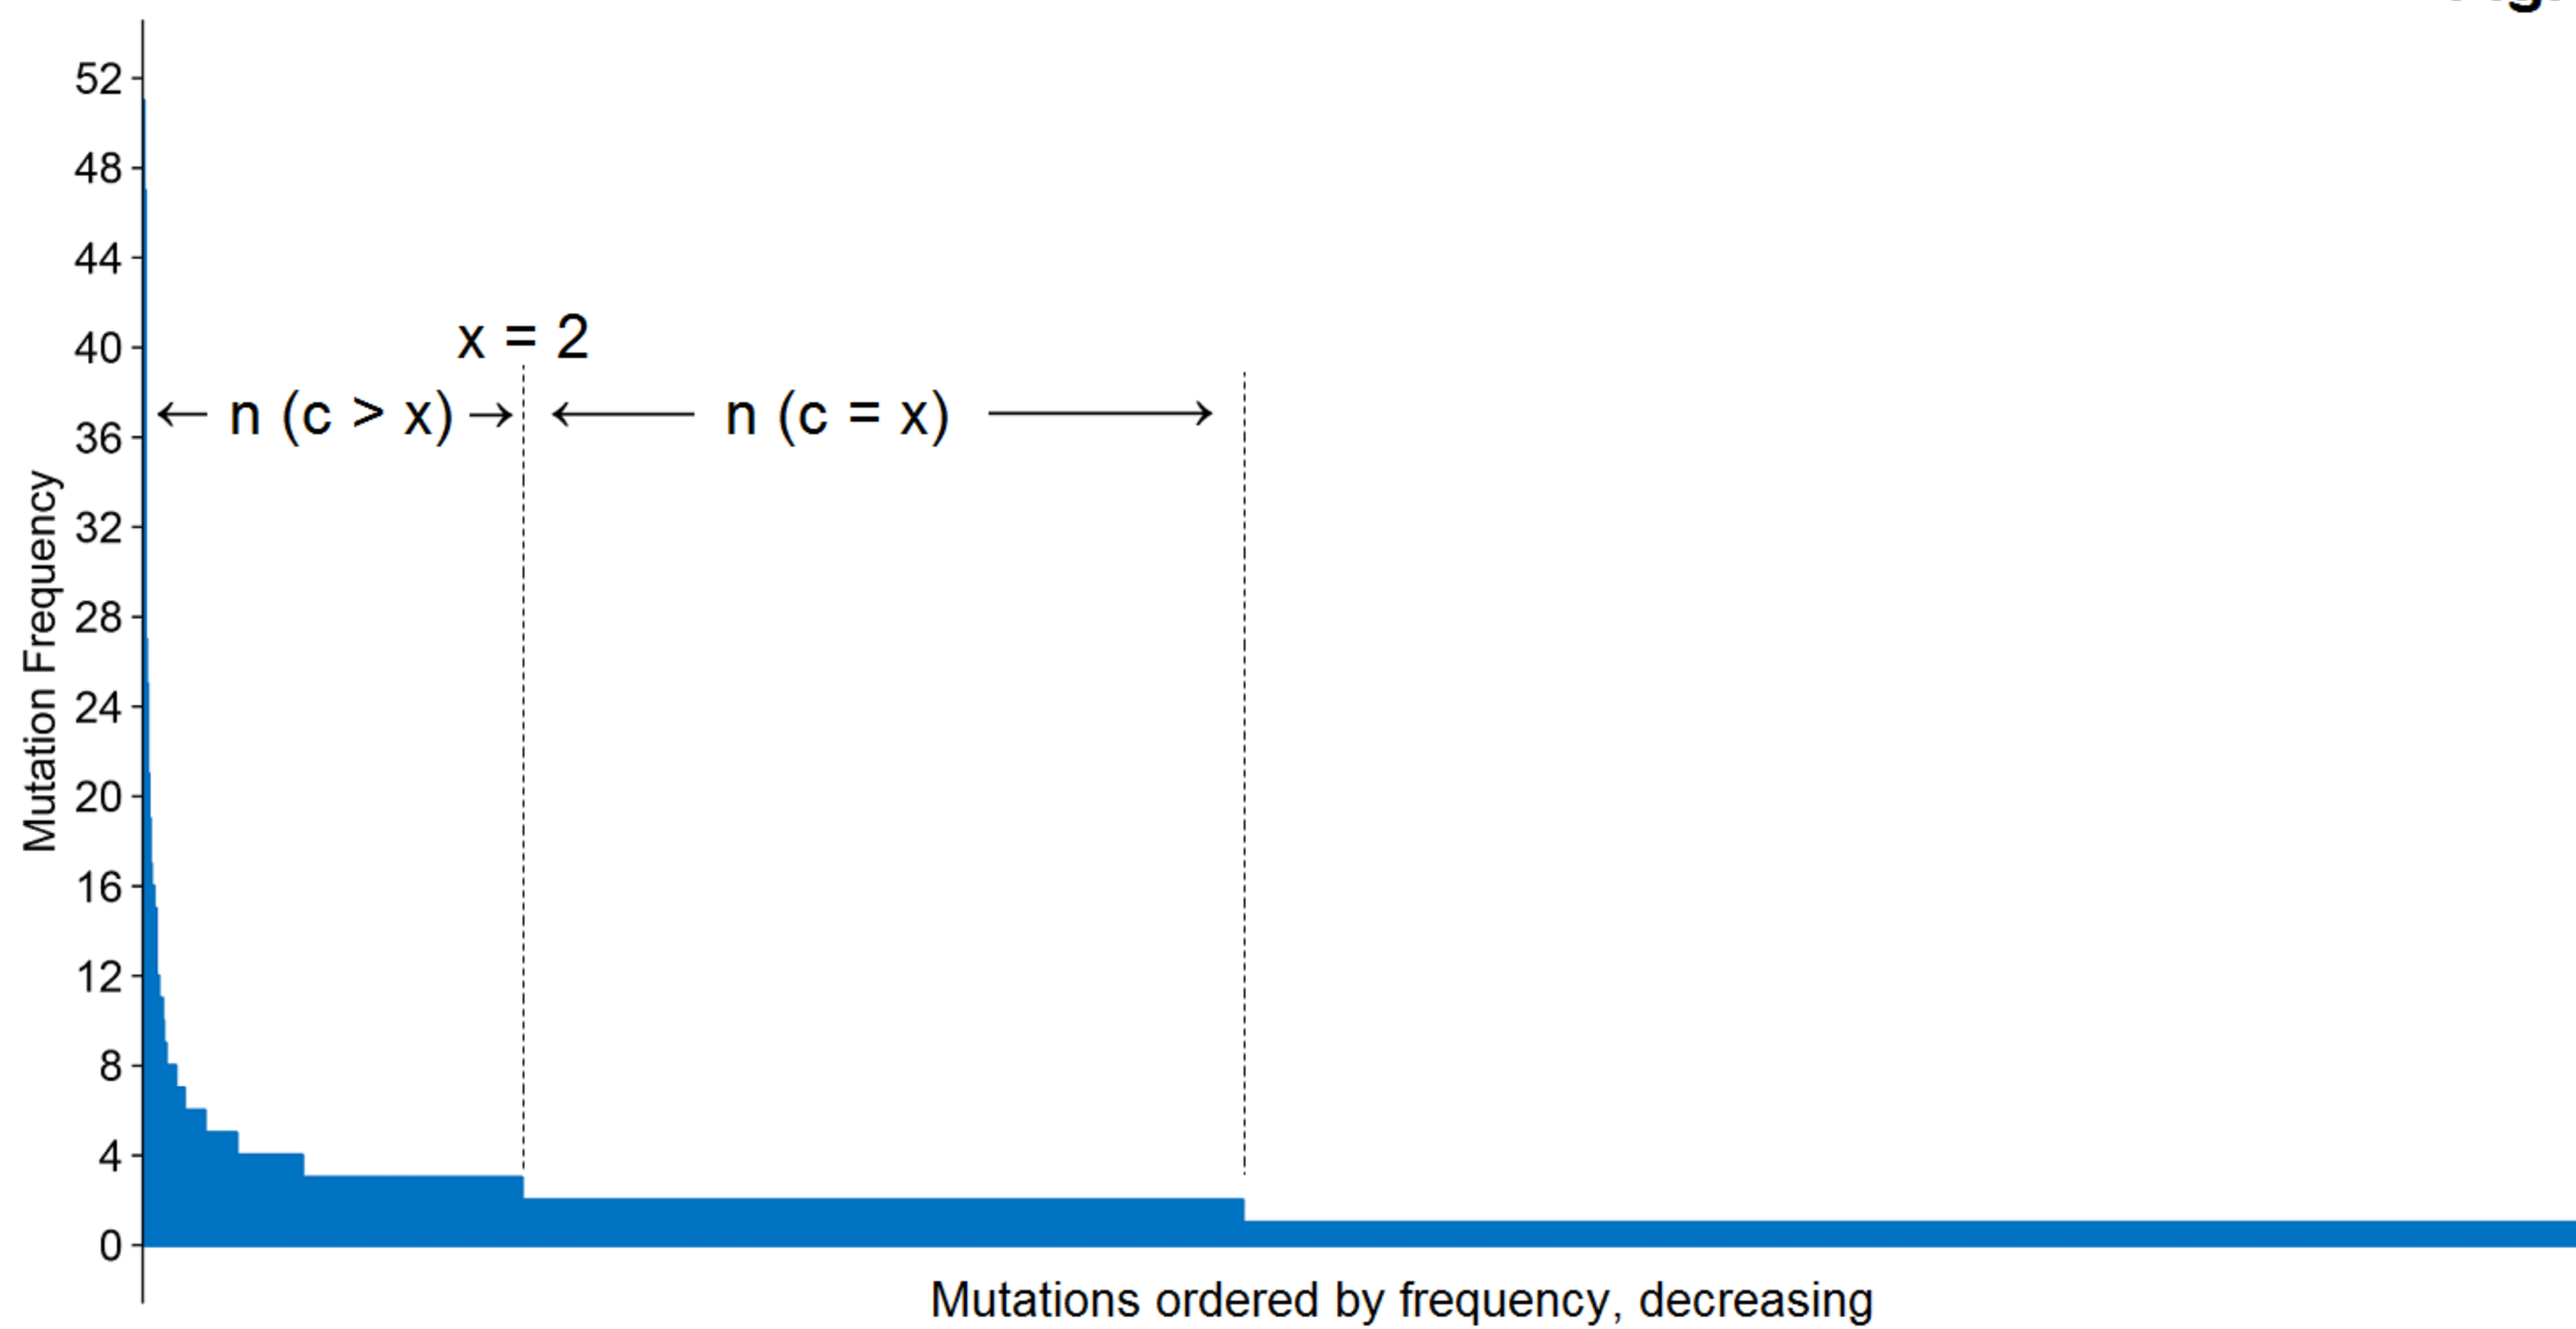 52
48
44
40
36
32
28
24
20
16
12
8
4
0
Mutation Frequency
x = 2
n (c > x)
n (c = x)
Mutations ordered by frequency, decreasing